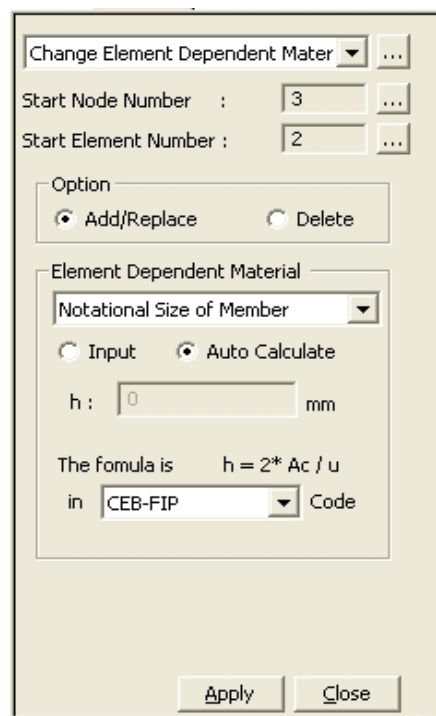 Change Element Dependent Mater ...
Start Node Number : 3 ...
Start Element Number : 2 ...
Option
Add/Replace Delete
Element Dependent Material
Notational Size of Member
Input Auto Calculate
h : 0 mm
The fomula is h = 2* Ac / u
in CEB-FIP Code
Apply Close